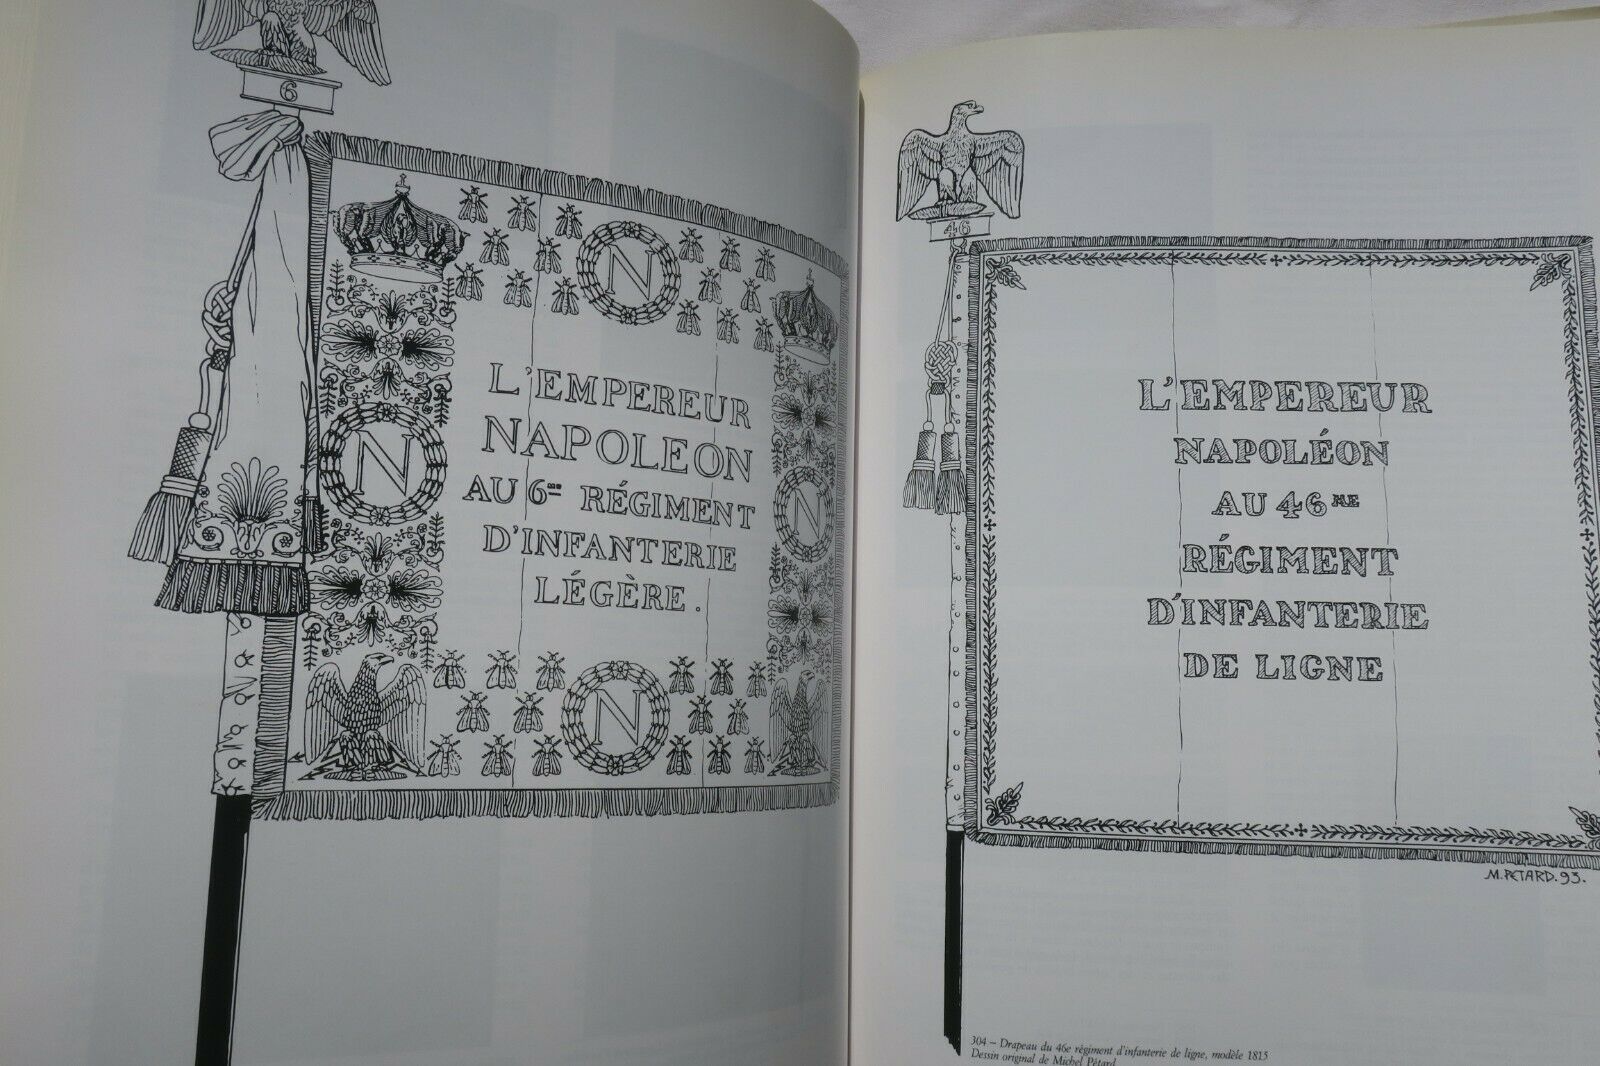 6
N
N
N
N
L'EMPEREUR
NAPOLEON
AU 6ME RÉGIMENT
D'INFANTERIE
LÉGÈRE.
46
L'EMPEREUR
NAPOLÉON
AU 46ME
RÉGIMENT
D'INFANTERIE
DE LIGNE
M. PETARD. 93.
304 – Drapeau du 46e régiment d'infanterie de ligne, modèle 1815
Dessin original de Michel Pétard